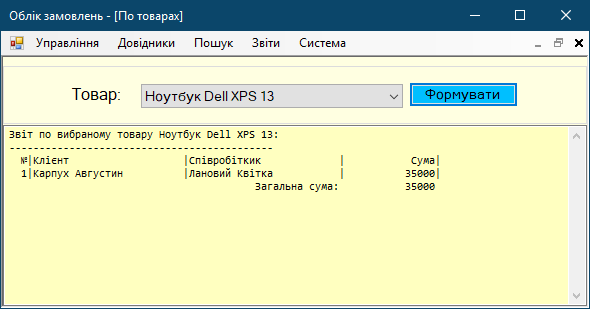 Облік замовлень - [По товарах]
Управління Довідники Пошук Звіти Система
Товар: Ноутбук Dell XPS 13 Формувати
Звіт по вибраному товару Ноутбук Dell XPS 13:
--------------------------------------------
№|Клієнт |Співробіткик | Сума|
1|Карпух Августин |Лановий Квітка | 35000|
Загальна сума: 35000